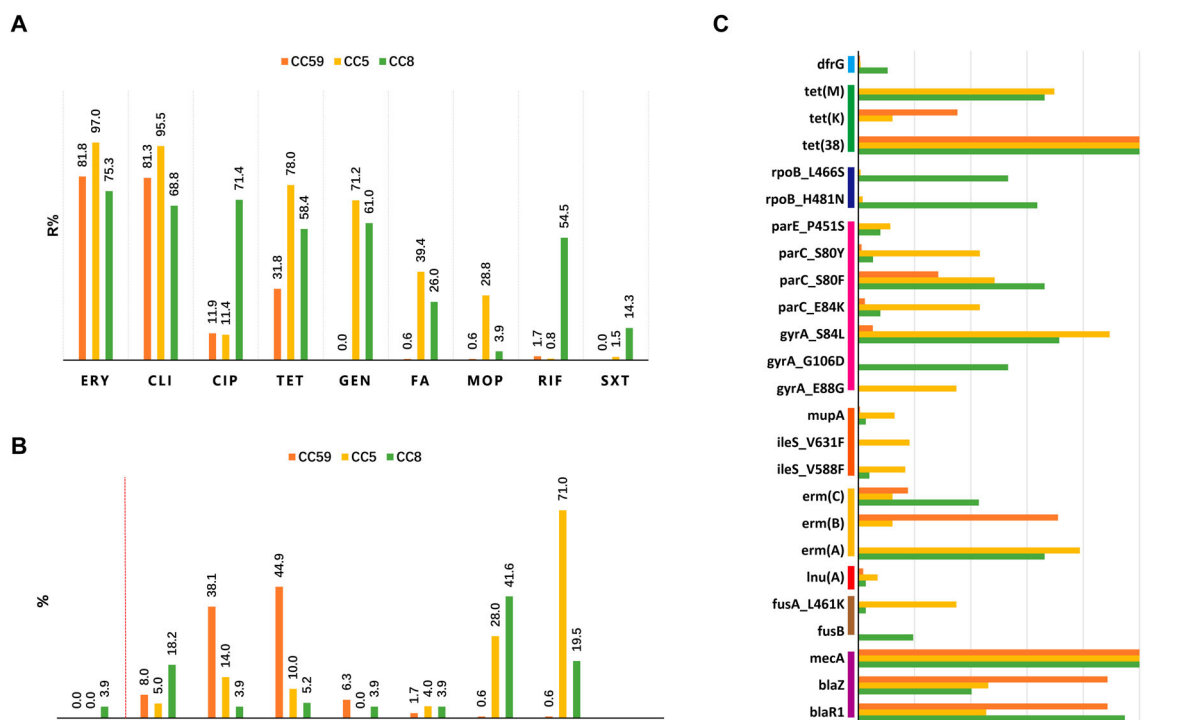 A
CC59 CC5 CC8
R%
81.8 97.0 75.3 81.3 95.5 68.8 11.9 11.4 71.4 31.8 78.0 58.4 0.0 71.2 61.0 0.6 39.4 26.0 0.6 28.8 3.9 1.7 0.8 54.5 0.0 1.5 14.3
ERY CLI CIP TET GEN FA MOP RIF SXT
B
CC59 CC5 CC8
%
0.0 0.0 3.9 8.0 5.0 18.2 38.1 14.0 3.9 44.9 10.0 5.2 6.3 0.0 3.9 1.7 4.0 3.9 0.6 28.0 41.6 0.6 71.0 19.5
C
dfrG
tet(M)
tet(K)
tet(38)
rpoB_L466S
rpoB_H481N
parE_P451S
parC_S80Y
parC_S80F
parC_E84K
gyrA_S84L
gyrA_G106D
gyrA_E88G
mupA
ileS_V631F
ileS_V588F
erm(C)
erm(B)
erm(A)
lnu(A)
fusA_L461K
fusB
mecA
blaZ
blaR1